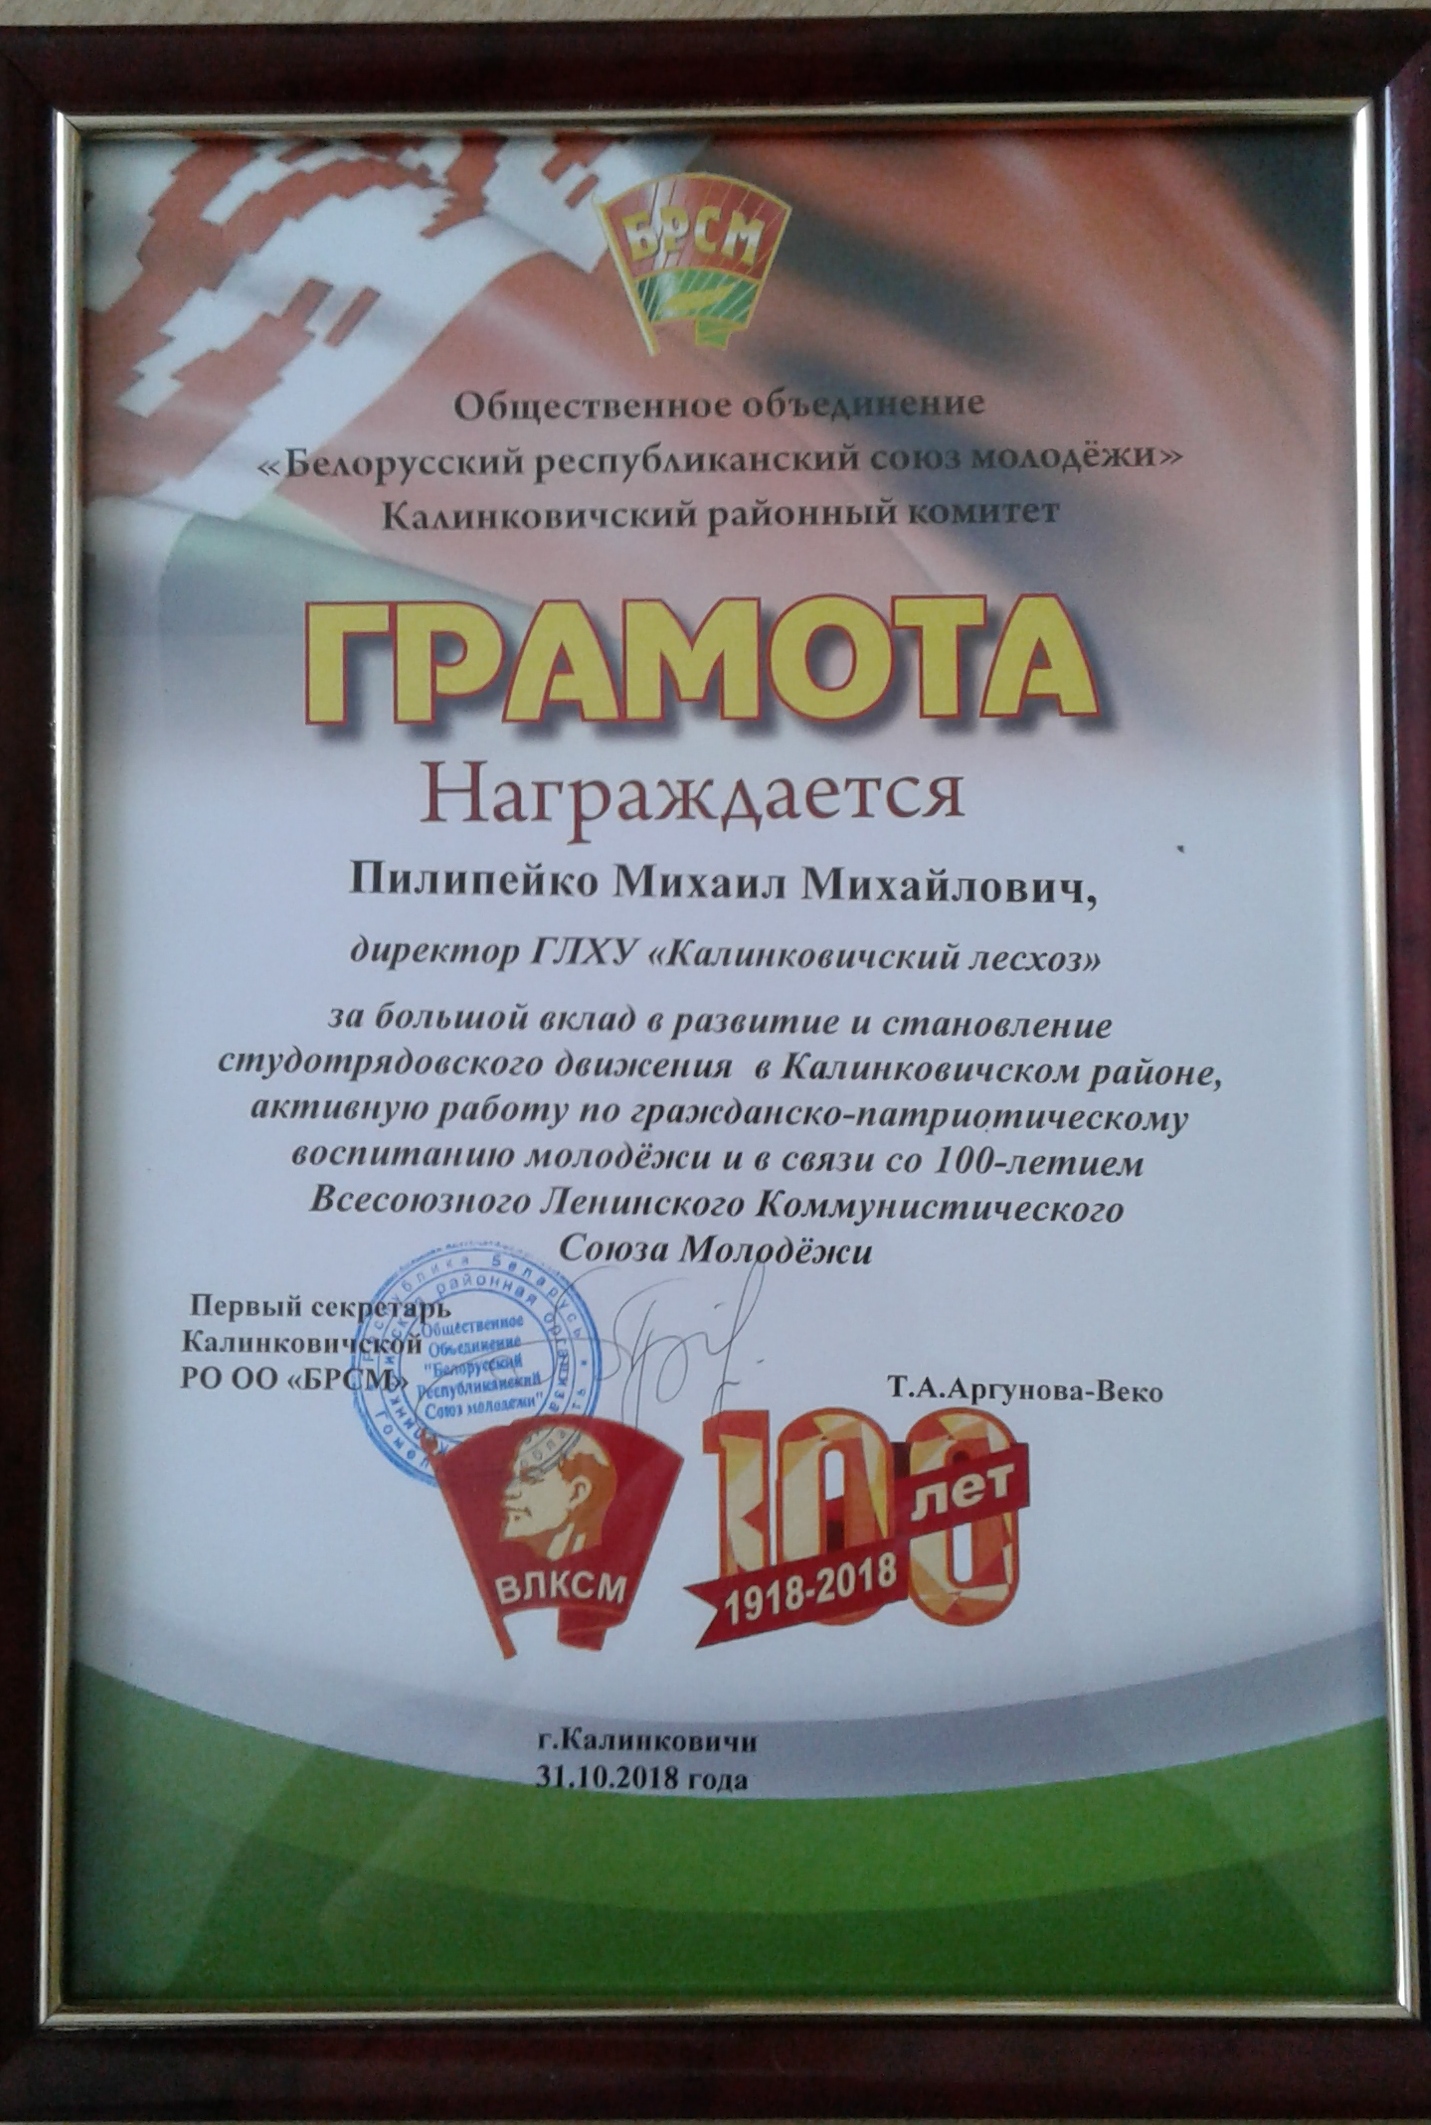 БРСМ
Общественное объединение
«Белорусский республиканский союз молодёжи»
Калинковичский районный комитет
ГРАМОТА
Награждается
Пилипейко Михаил Михайлович,
директор ГЛХУ «Калинковичский лесхоз»
за большой вклад в развитие и становление
студотрядовского движения в Калинковичском районе,
активную работу по гражданско-патриотическому
воспитанию молодёжи и в связи со 100-летием
Всесоюзного Ленинского Коммунистического
Союза Молодёжи
Первый секретарь
Калинковичской
РО ОО «БРСМ»
Республика Беларусь
районная
Общественное
Объединение
"Белорусский
Республиканский
Союз молодежи"
Т.А.Аргунова-Веко
ВЛКСМ
100
лет
1918-2018
г.Калинковичи
31.10.2018 года